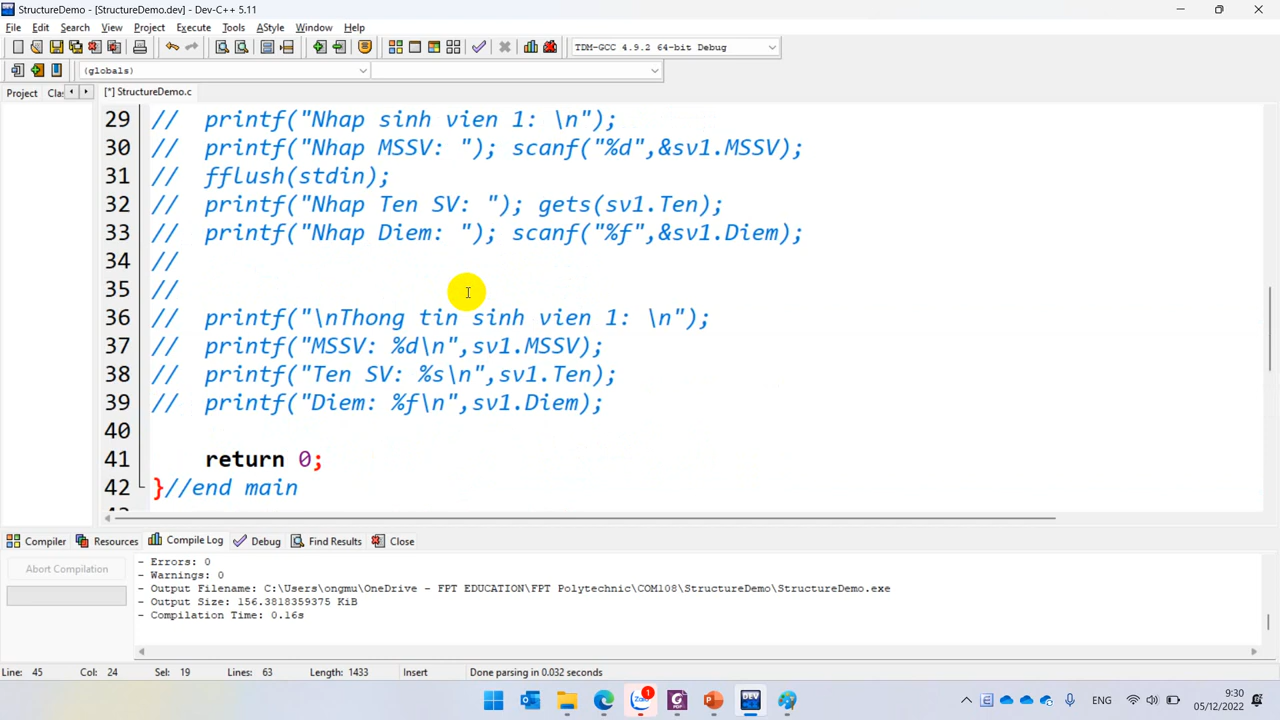 StructureDemo - [StructureDemo.dev] - Dev-C++ 5.11
File Edit Search View Project Execute Tools AStyle Window Help
TDM-GCC 4.9.2 64-bit Debug
(globals)
Project Clas [*] StructureDemo.c
29 // printf("Nhap sinh vien 1: \n");
30 // printf("Nhap MSSV: "); scanf("%d",&sv1.MSSV);
31 // fflush(stdin);
32 // printf("Nhap Ten SV: "); gets(sv1.Ten);
33 // printf("Nhap Diem: "); scanf("%f",&sv1.Diem);
34 //
35 //
36 // printf("\nThong tin sinh vien 1: \n");
37 // printf("MSSV: %d\n",sv1.MSSV);
38 // printf("Ten SV: %s\n",sv1.Ten);
39 // printf("Diem: %f\n",sv1.Diem);
40
41 return 0;
42 }//end main
Compiler Resources Compile Log Debug Find Results Close
Abort Compilation
- Errors: 0
- Warnings: 0
- Output Filename: C:\Users\ongmu\OneDrive - FPT EDUCATION\FPT Polytechnic\COM108\StructureDemo\StructureDemo.exe
- Output Size: 156.3818359375 KiB
- Compilation Time: 0.16s
Line: 45 Col: 24 Sel: 19 Lines: 63 Length: 1433 Insert Done parsing in 0.032 seconds
Zalo 1 PDF DEV
ENG
9:30
05/12/2022